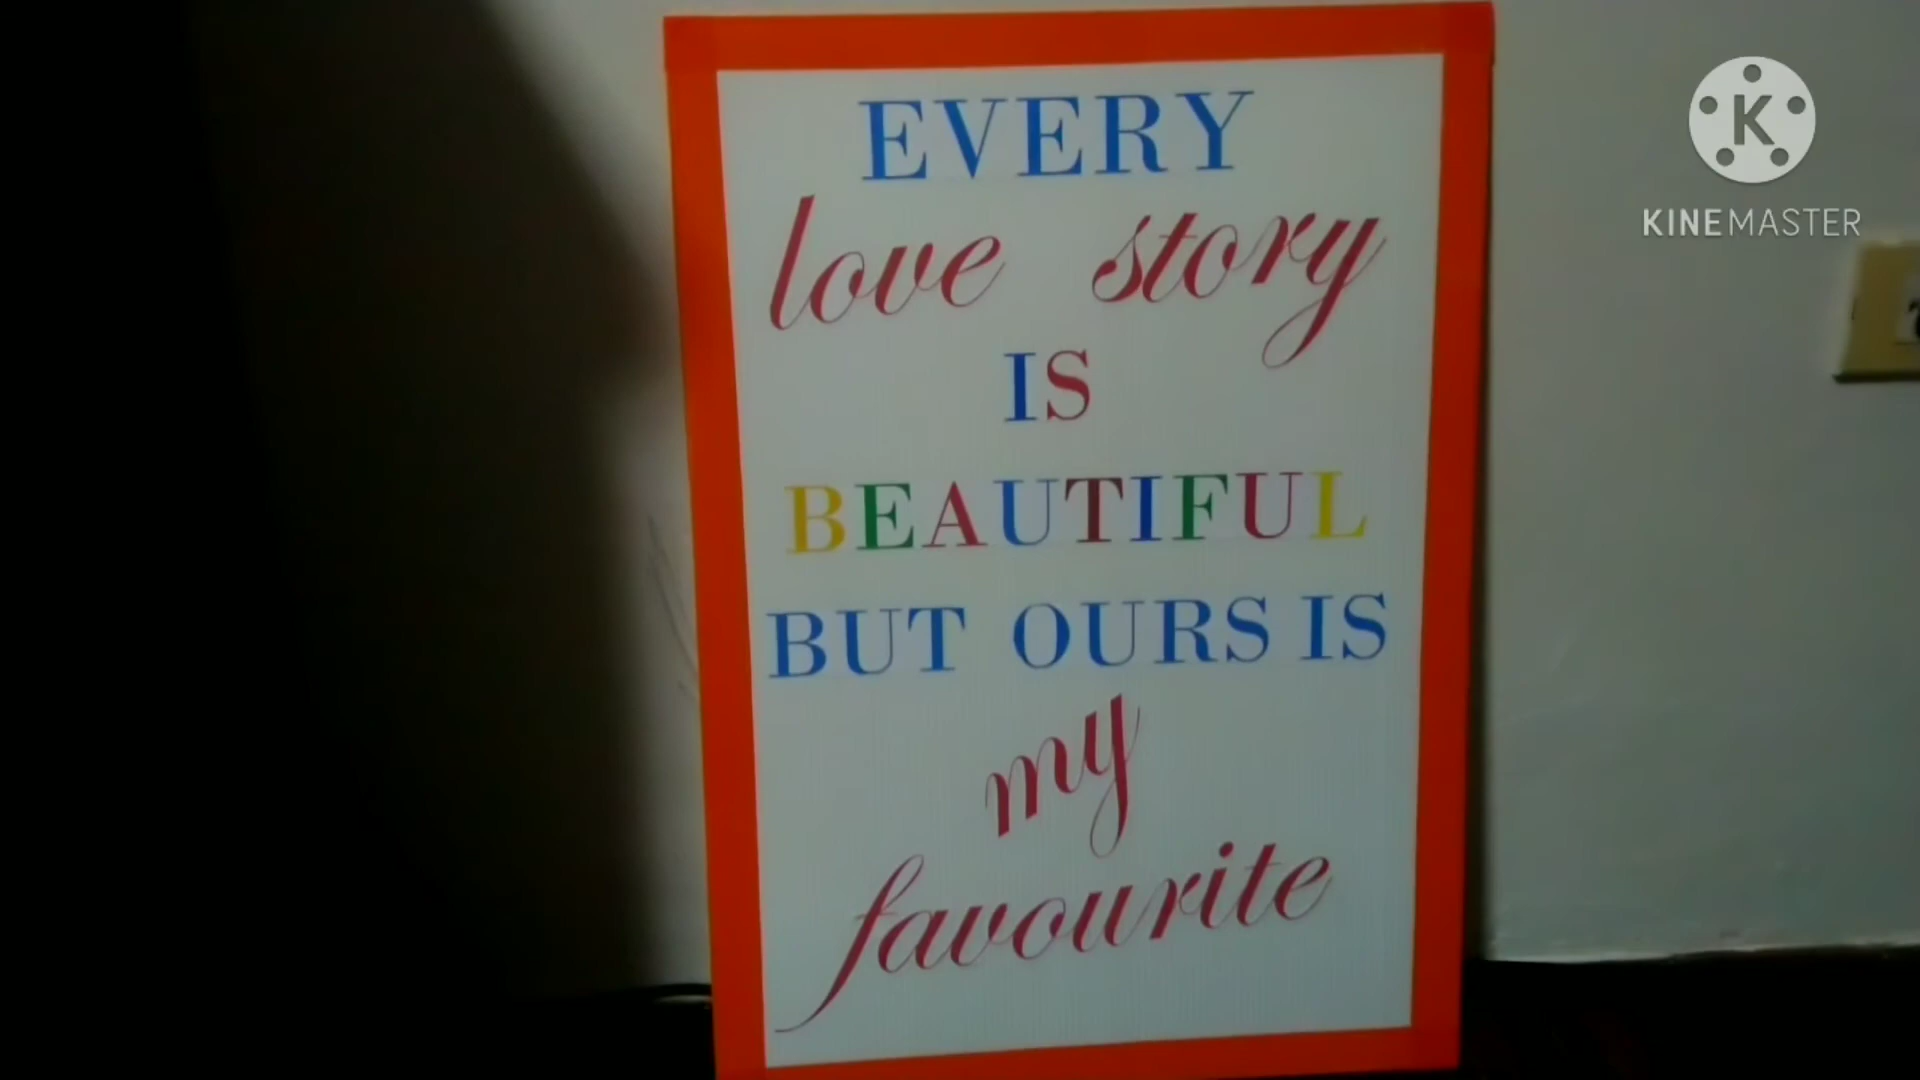 EVERY
love story
IS
BEAUTIFUL
BUT OURS IS
my
favourite
K
KINEMASTER